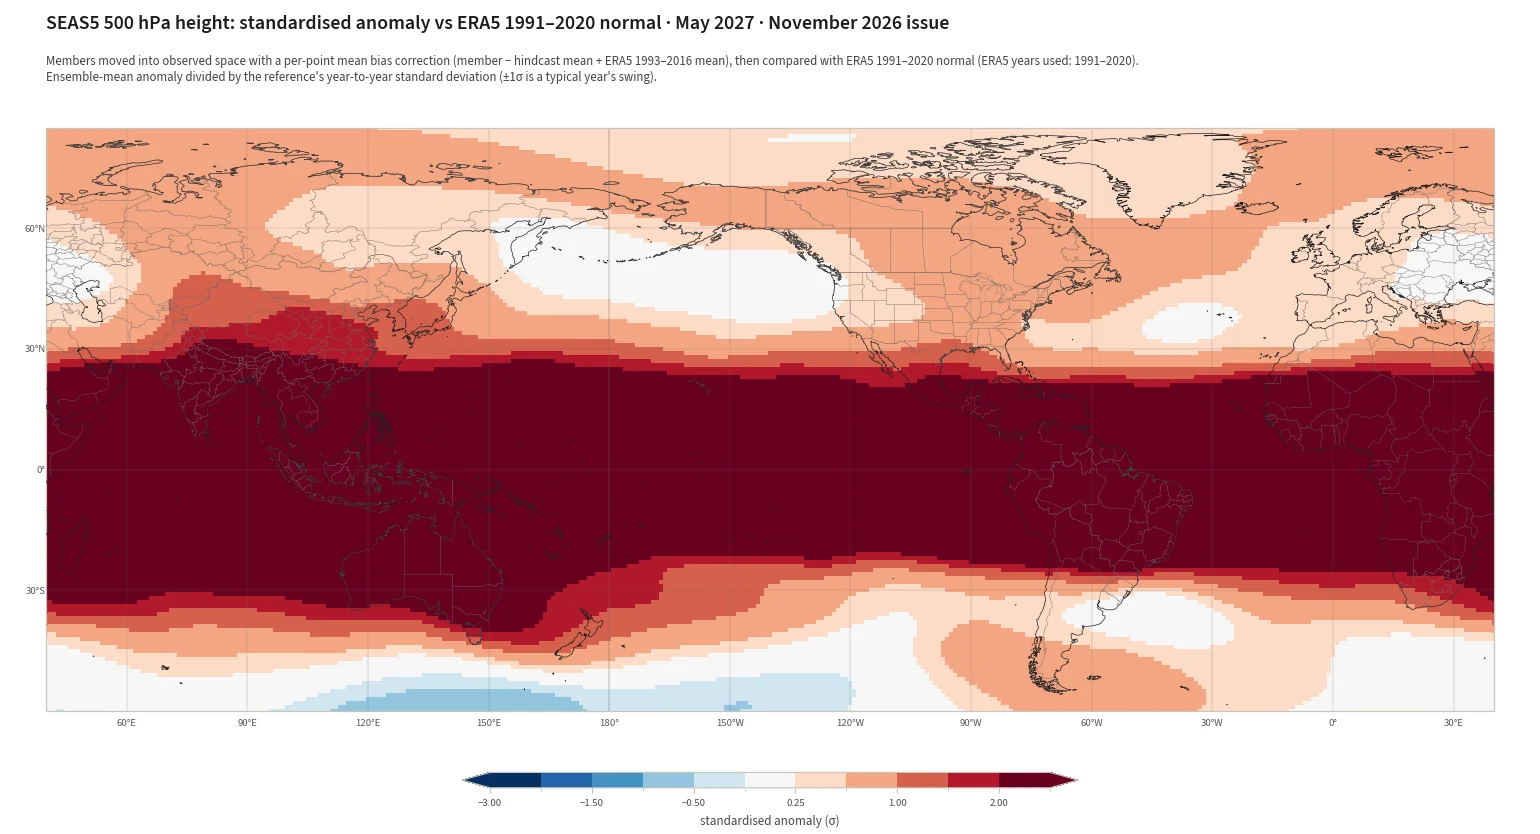 SEAS5 500 hPa height: standardised anomaly vs ERA5 1991–2020 normal · May 2027 · November 2026 issue
Members moved into observed space with a per-point mean bias correction (member − hindcast mean + ERA5 1993–2016 mean), then compared with ERA5 1991–2020 normal (ERA5 years used: 1991–2020).
Ensemble-mean anomaly divided by the reference's year-to-year standard deviation (±1σ is a typical year's swing).
60°N
30°N
0°
30°S
60°E 90°E 120°E 150°E 180° 150°W 120°W 90°W 60°W 30°W 0° 30°E
−3.00 −1.50 −0.50 0.25 1.00 2.00
standardised anomaly (σ)